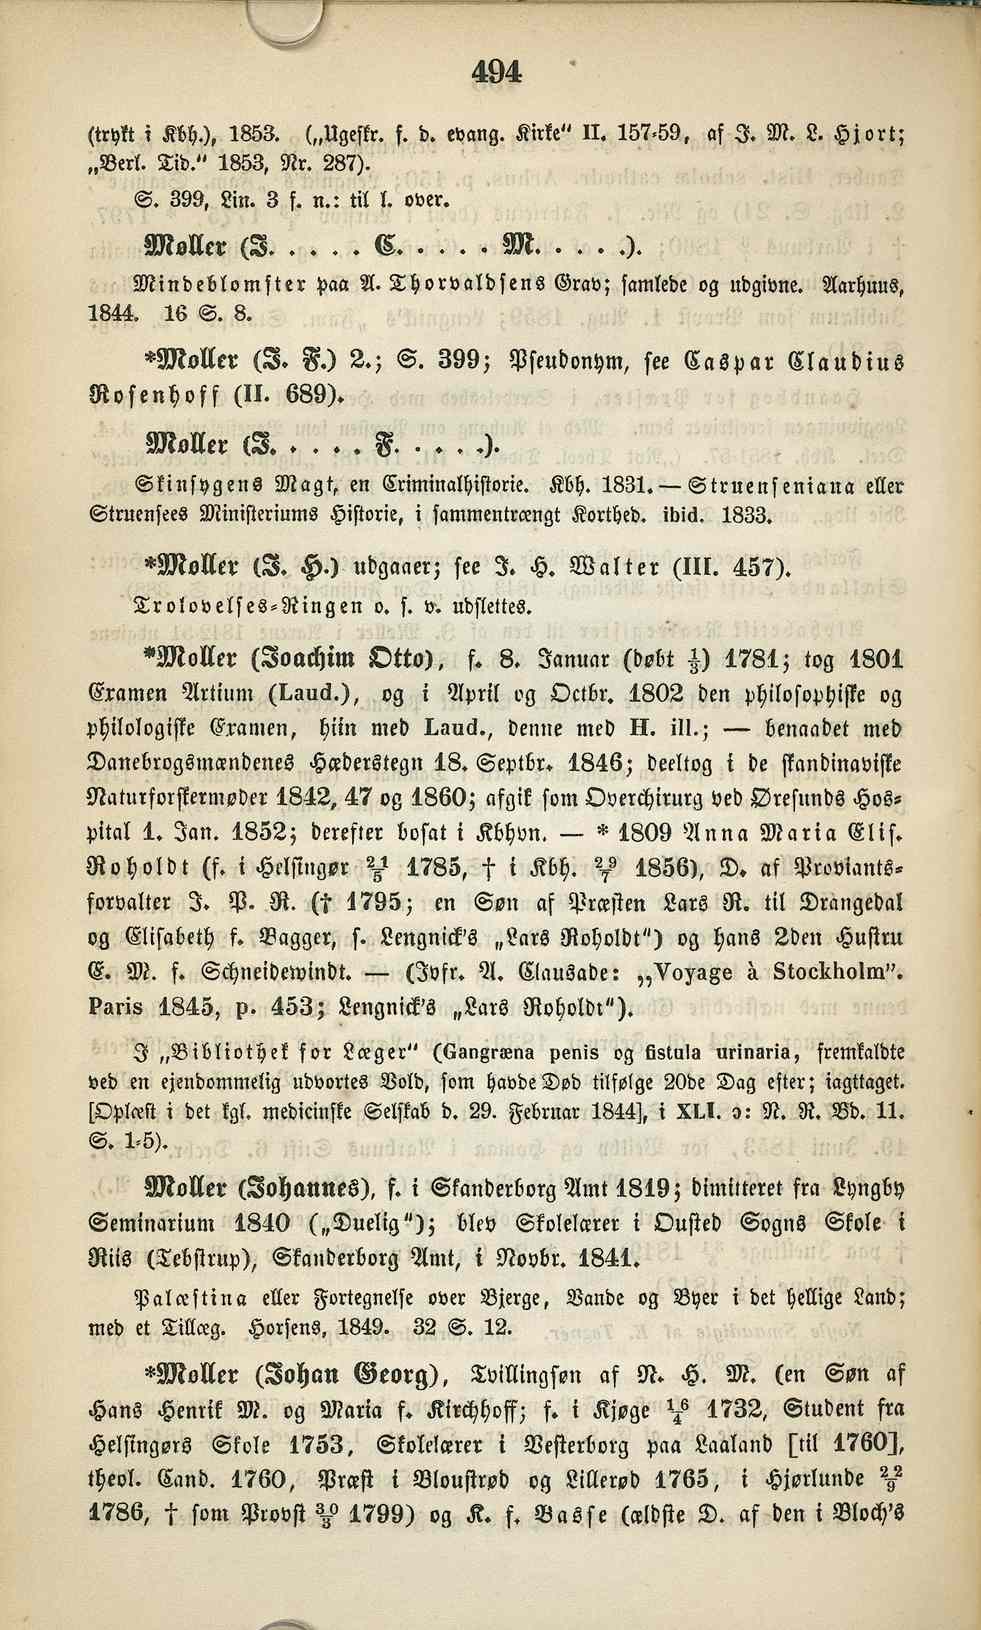 494
(trykt i Kbh.), 1853. („Ugeskr. f. d. evang. Kirke“ II. 157-59, af J. M. L. Hjort;
„Berl. Tid.“ 1853, Nr. 287).
S. 399, Lin. 3 f. n.: til l. over.
Møller (J. . . . . C. . . . . M. . . . .).
Mindeblomster paa A. Thorvaldsens Grav; samlede og udgivne. Aarhuus,
1844. 16 S. 8.
*Møller (J. F.) 2.; S. 399; Pseudonym, see Caspar Claudius
Rosenhoff (II. 689).
Møller (J. . . . . F. . . . .).
Skinsygens Magt, en Criminalhistorie. Kbh. 1831. — Struenseniana eller
Struensees Ministeriums Historie, i sammentrængt Korthed. ibid. 1833.
*Møller (J. H.) udgaaer; see J. H. Walter (III. 457).
Trolovelses-Ringen o. s. v. udslettes.
*Møller (Joachim Otto), f. 8. Januar (døbt 1/3) 1781; tog 1801
Examen Artium (Laud.), og i April og Octbr. 1802 den philosophiske og
philologiske Examen, hiin med Laud., denne med H. ill.; — benaadet med
Danebrogsmændenes Hæderstegn 18. Septbr. 1846; deeltog i de skandinaviske
Naturforskermøder 1842, 47 og 1860; afgik som Overchirurg ved Øresunds Hos-
pital 1. Jan. 1852; derefter bosat i Kbhvn. — * 1809 Anna Maria Elis.
Roholdt (f. i Helsingør 21/5 1785, † i Kbh. 29/7 1856), D. af Proviants-
forvalter J. P. R. († 1795; en Søn af Præsten Lars R. til Drangedal
og Elisabeth f. Bagger, s. Lengnick's „Lars Roholdt“) og hans 2den Hustru
E. M. f. Schneidewindt. — (Jvfr. A. Clausade: „Voyage à Stockholm”.
Paris 1845, p. 453; Lengnick's „Lars Roholdt“).
I „Bibliothek for Læger“ (Gangræna penis og fistula urinaria, fremkaldte
ved en ejendommelig udvortes Vold, som havde Død tilfølge 20de Dag efter; iagttaget.
[Oplæst i det kgl. medicinske Selskab d. 29. Februar 1844], i XLI. ɔ: N. R. Bd. 11.
S. 1-5).
Møller (Johannes), f. i Skanderborg Amt 1819; dimitteret fra Lyngby
Seminarium 1840 („Duelig“); blev Skolelærer i Ousted Sogns Skole i
Riis (Tebstrup), Skanderborg Amt, i Novbr. 1841.
Palæstina eller Fortegnelse over Bjerge, Vande og Byer i det hellige Land;
med et Tillæg. Horsens, 1849. 32 S. 12.
*Møller (Johan Georg), Tvillingsøn af N. H. M. (en Søn af
Hans Henrik M. og Maria f. Kirchhoff; f. i Kjøge 16/4 1732, Student fra
Helsingørs Skole 1753, Skolelærer i Vesterborg paa Laaland [til 1760],
theol. Cand. 1760, Præst i Bloustrød og Lillerød 1765, i Hjørlunde 22/9
1786, † som Provst 30/3 1799) og K. f. Basse (ældste D. af den i Bloch's